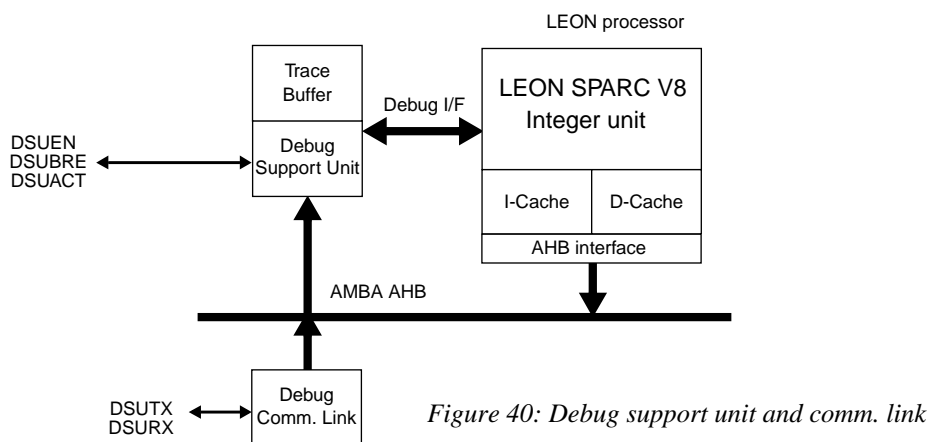 LEON processor
Trace
Buffer
LEON SPARC V8
Integer unit
Debug I/F
DSUEN
DSUBRE
DSUACT
Debug
Support Unit
I-Cache
D-Cache
AHB interface
AMBA AHB
Debug
Comm. Link
DSUTX
DSURX
Figure 40: Debug support unit and comm. link